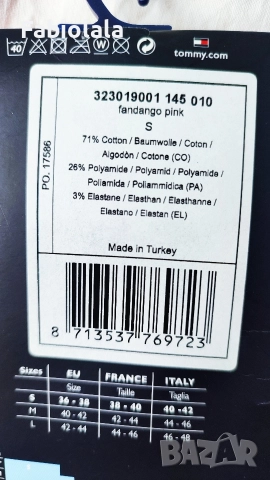 Fabiolala
40
tommy.com
323019001 145 010
fandango pink
S
71% Cotton / Baumwolle / Coton /
Algodón / Cotone (CO)
26% Polyamide / Polyamid / Polyamide /
Poliamida / Poliammidica (PA)
3% Elastane / Elasthan / Elasthanne /
Elastano / Elastan (EL)
Made in Turkey
PO. 17586
8 713537 769723
Sizes EU FRANCE ITALY
Size Taille Taglia
S 36 - 38 38 - 40 40 - 42
M 40 - 42 42 - 44 44 - 46
L 42 - 44 44 - 46 46 - 48
BAZAR